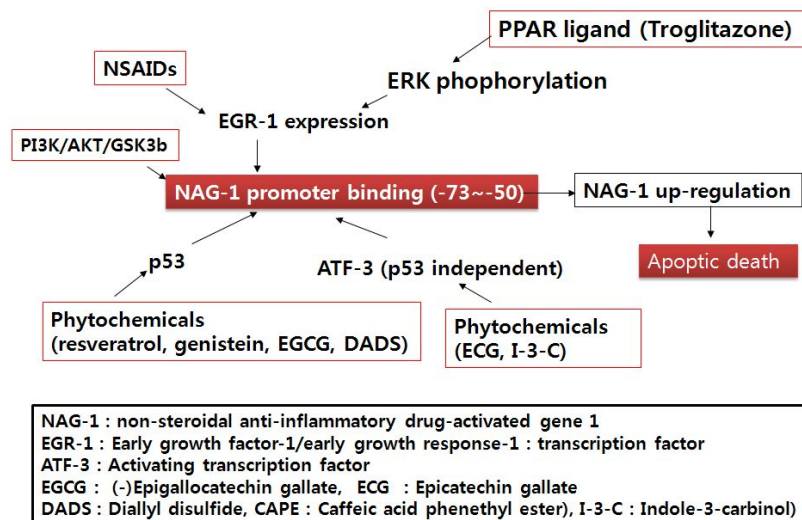 PPAR ligand (Troglitazone)
NSAIDs
ERK phophorylation
EGR-1 expression
PI3K/AKT/GSK3b
NAG-1 promoter binding (-73~-50)
NAG-1 up-regulation
p53
ATF-3 (p53 independent)
Apoptic death
Phytochemicals
(resveratrol, genistein, EGCG, DADS)
Phytochemicals
(ECG, I-3-C)
NAG-1 : non-steroidal anti-inflammatory drug-activated gene 1
EGR-1 : Early growth factor-1/early growth response-1 : transcription factor
ATF-3 : Activating transcription factor
EGCG : (-)Epigallocatechin gallate, ECG : Epicatechin gallate
DADS : Diallyl disulfide, CAPE : Caffeic acid phenethyl ester), I-3-C : Indole-3-carbinol)